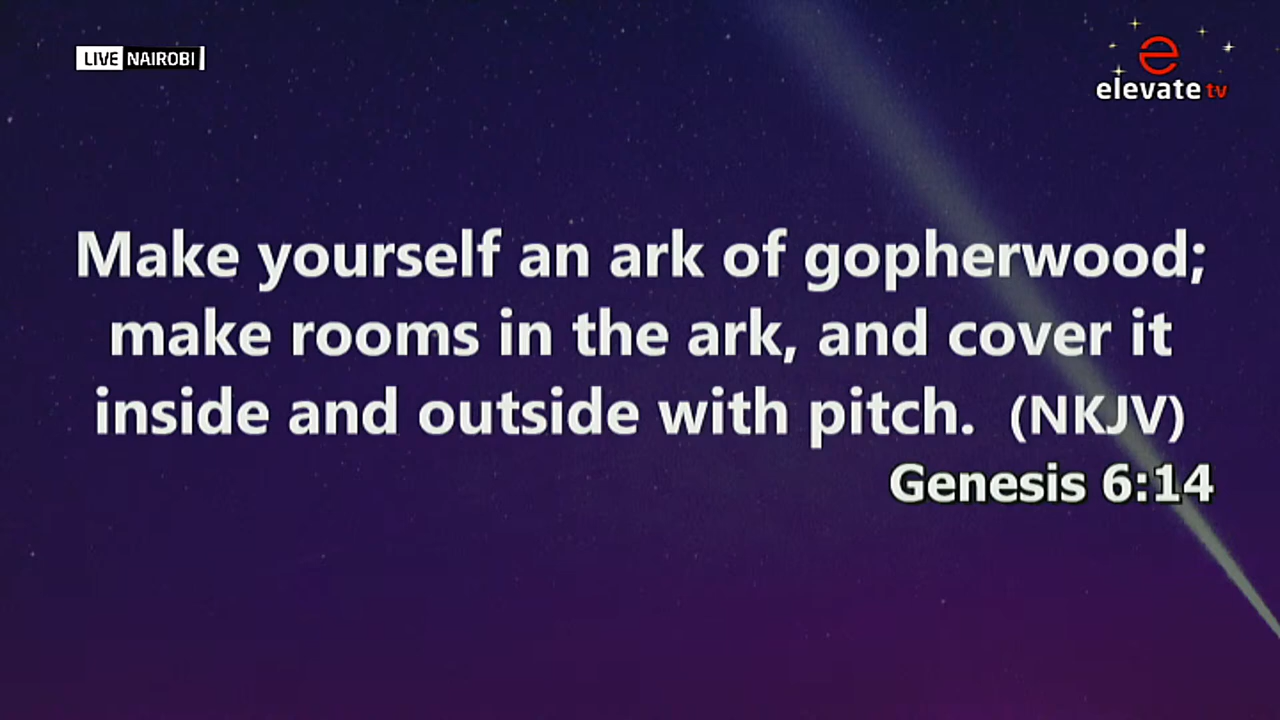 LIVE NAIROBI
e
elevate tv
Make yourself an ark of gopherwood;
make rooms in the ark, and cover it
inside and outside with pitch. (NKJV)
Genesis 6:14